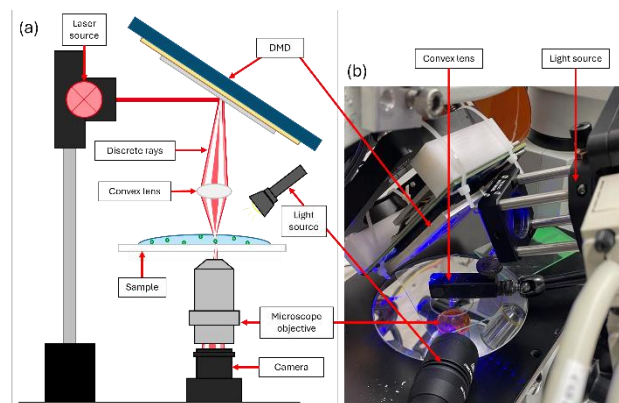 (a)
Laser
source
DMD
Discrete rays
Convex lens
Light
source
Sample
Microscope
objective
Camera
(b)
Convex lens
Light source